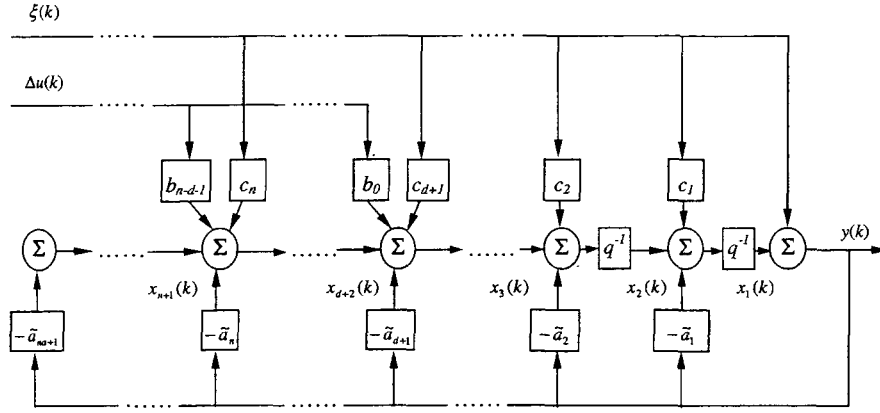 ξ(k)
Δu(k)
b_{n-d-1} c_n b_0 c_{d+1} c_2 c_1
Σ Σ Σ Σ q^{-1} Σ q^{-1} Σ y(k)
x_{n+1}(k) x_{d+2}(k) x_3(k) x_2(k) x_1(k)
-ã_{na+1} -ã_n -ã_{d+1} -ã_2 -ã_1